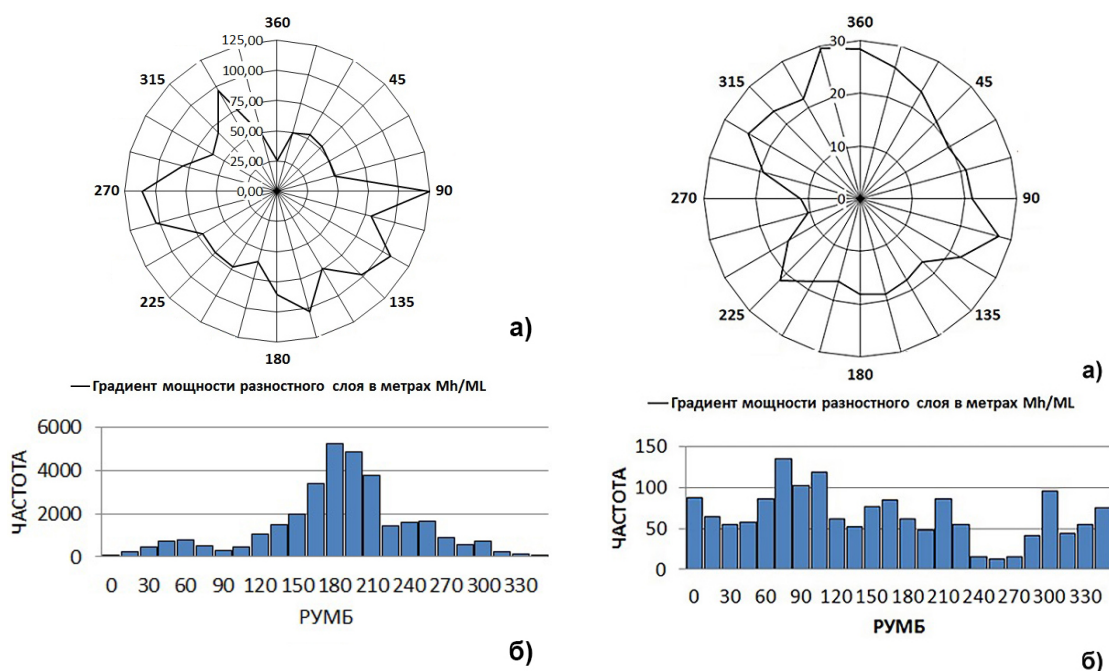 360
125,00
100,00
75,00
50,00
25,00
0,00
45
90
135
180
225
270
315
а)
Градиент мощности разностного слоя в метрах Mh/ML
ЧАСТОТА
6000
4000
2000
0
0 30 60 90 120 150 180 210 240 270 300 330
РУМБ
б)
360
30
20
10
0
45
90
135
180
225
270
315
а)
Градиент мощности разностного слоя в метрах Mh/ML
ЧАСТОТА
150
100
50
0
0 30 60 90 120 150 180 210 240 270 300 330
РУМБ
б)